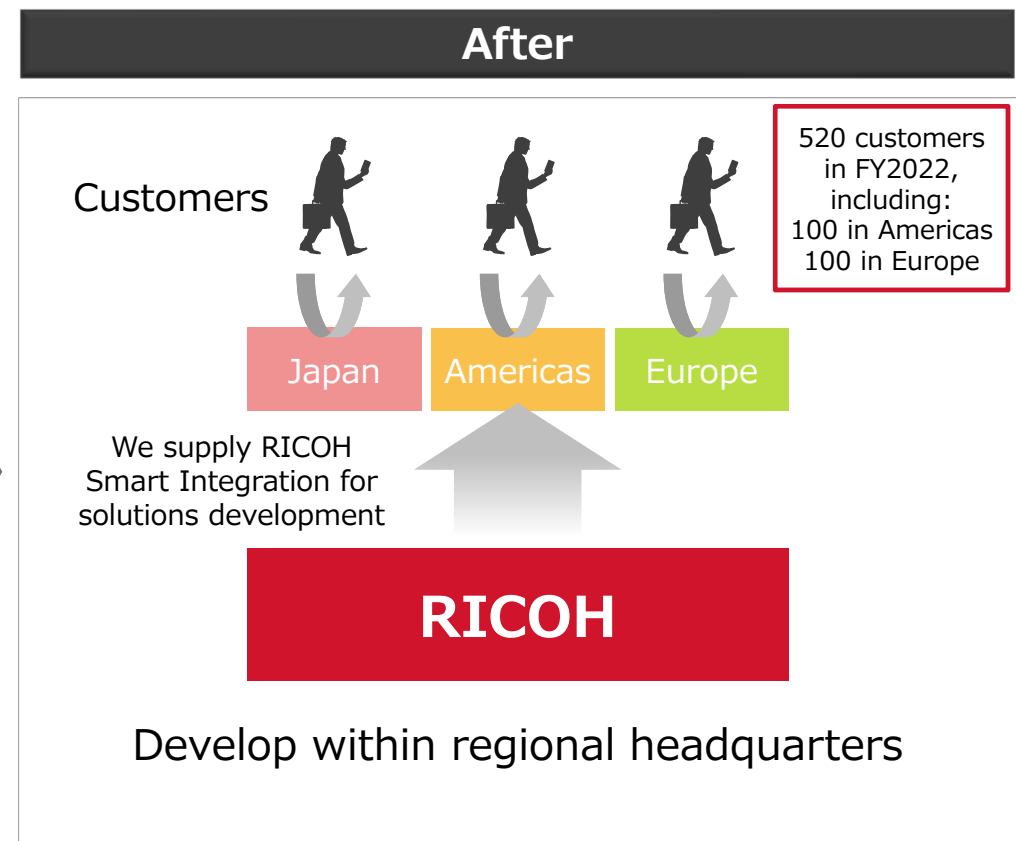 After
Customers
520 customers
in FY2022,
including:
100 in Americas
100 in Europe
Japan
Americas
Europe
We supply RICOH
Smart Integration for
solutions development
RICOH
Develop within regional headquarters